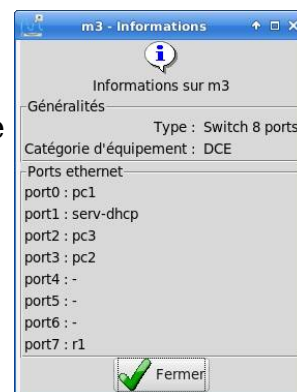 m3 - Informations
Informations sur m3
Généralités
Type : Switch 8 ports
Catégorie d'équipement : DCE
Ports ethernet
port0 : pc1
port1 : serv-dhcp
port2 : pc3
port3 : pc2
port4 : -
port5 : -
port6 : -
port7 : r1
Fermer
e